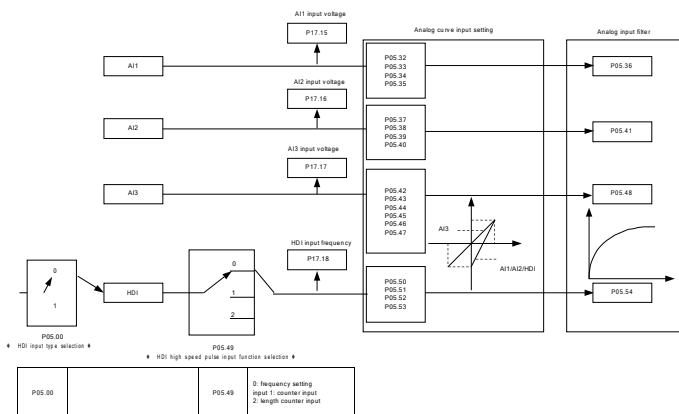 AI1 input voltage
P17.15
Analog curve input setting
Analog input filter
AI1
P05.32
P05.33
P05.34
P05.35
P05.36
AI2 input voltage
P17.16
AI2
P05.37
P05.38
P05.39
P05.40
P05.41
AI3 input voltage
P17.17
AI3
P05.42
P05.43
P05.44
P05.45
P05.46
P05.47
P05.48
AI3
AI1/AI2/HDI
HDI input frequency
P17.18
0
1
HDI
0
1
2
P05.50
P05.51
P05.52
P05.53
P05.54
P05.00
HDI input type selection
P05.49
HDI high speed pulse input function selection
P05.00
P05.49
0: frequency setting
input 1: counter input
2: length counter input